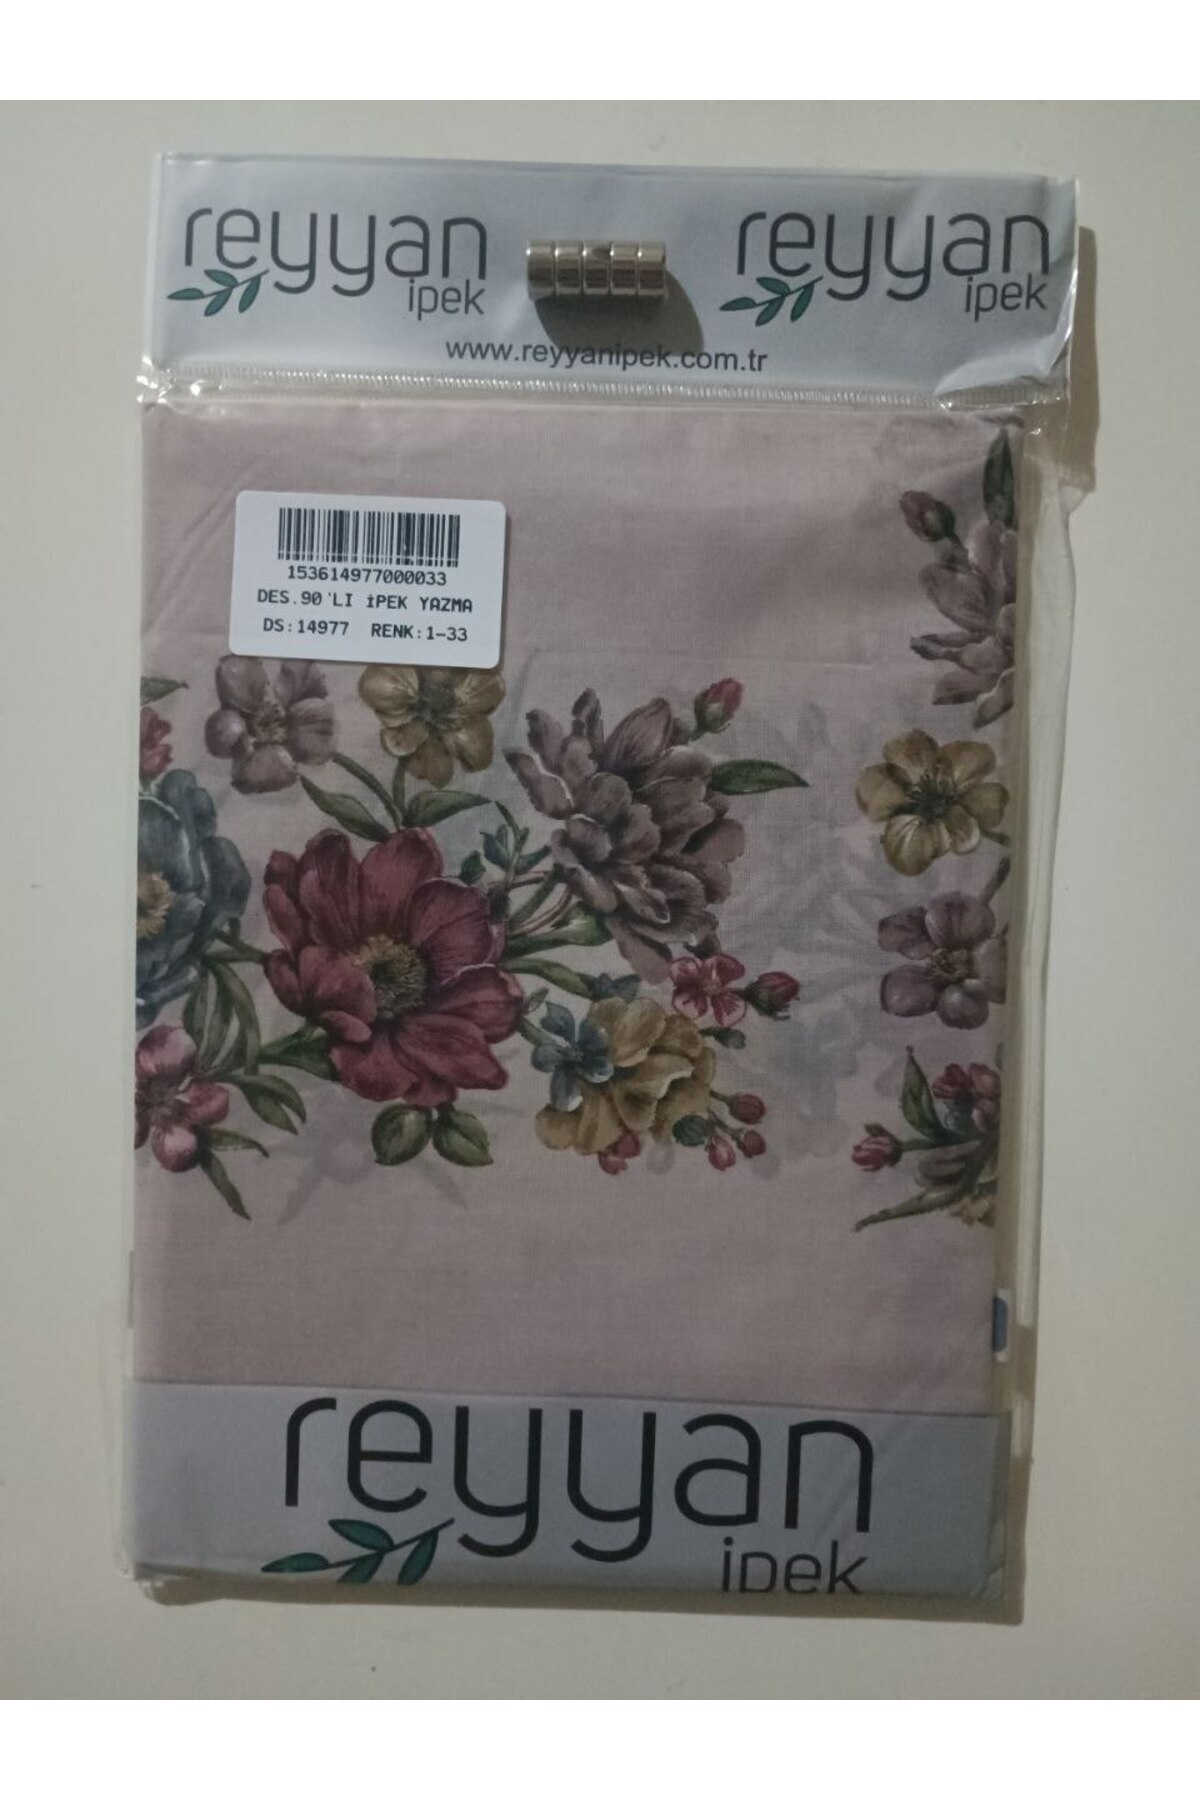 reyyan
ipek
reyyan
ipek
www.reyyanipek.com.tr
153614977000033
DES.90'LI İPEK YAZMA
DS:14977 RENK:1-33
reyyan
ipek